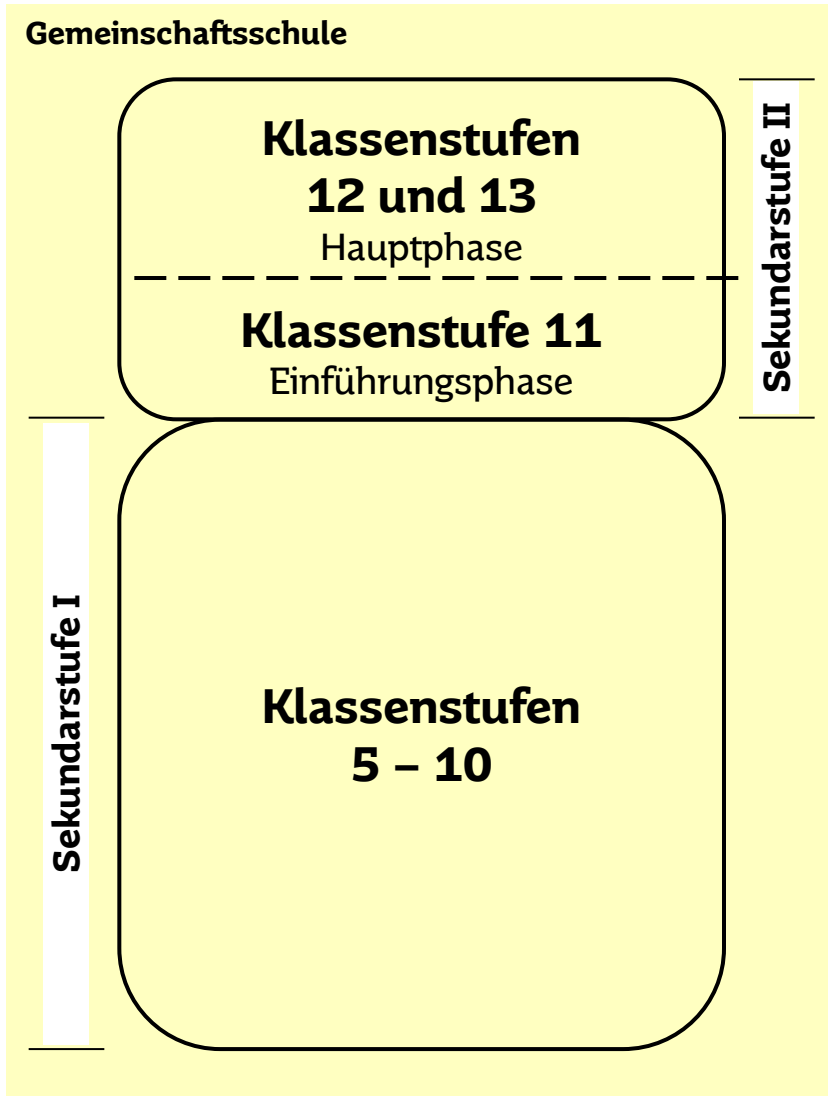 Gemeinschaftsschule
Klassenstufen
12 und 13
Hauptphase
Klassenstufe 11
Einführungsphase
Sekundarstufe II
Sekundarstufe I
Klassenstufen
5 – 10